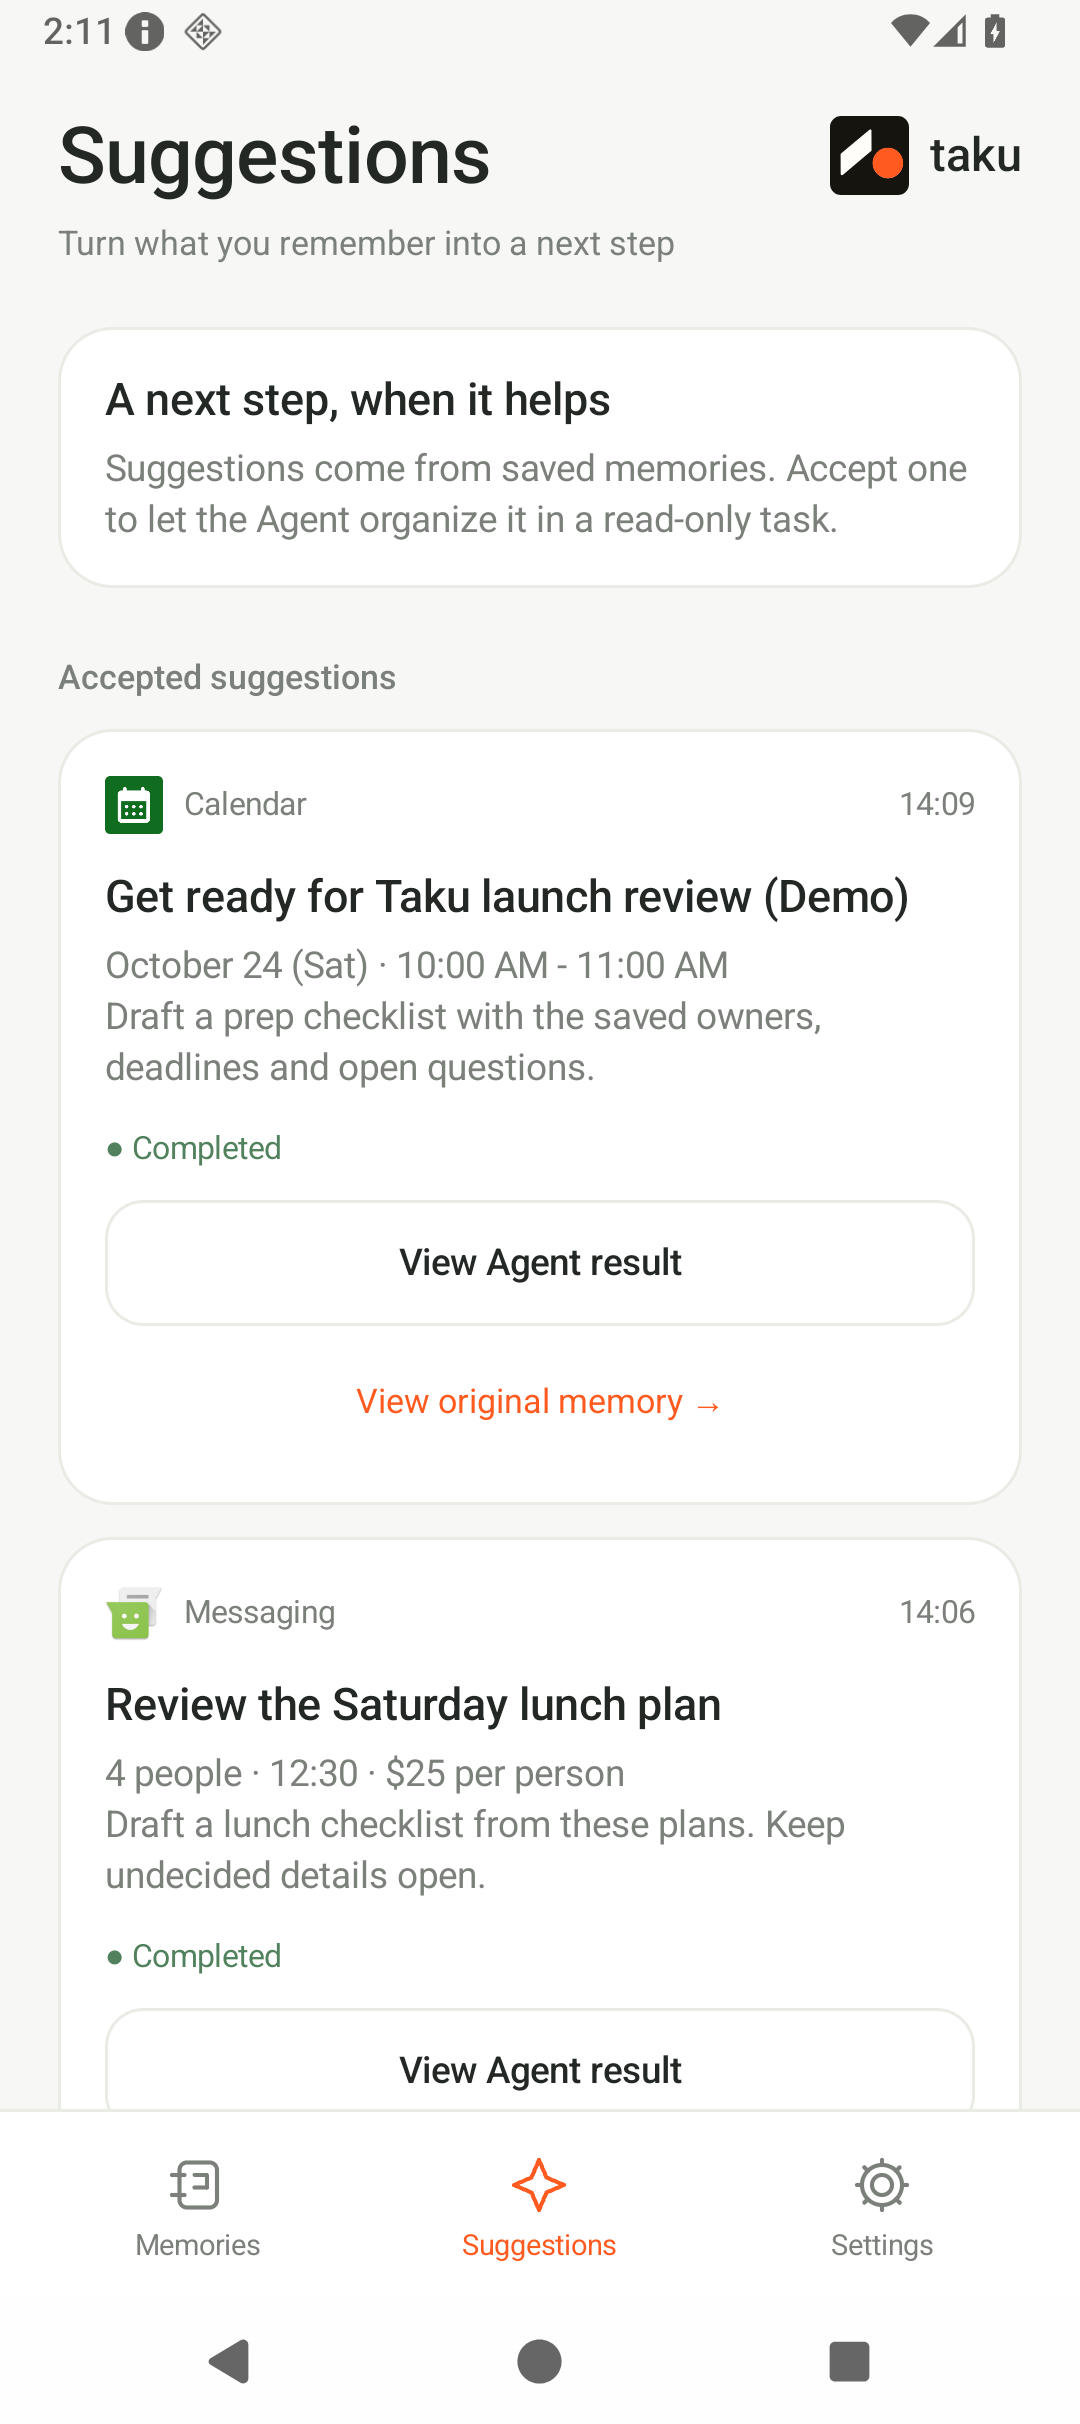 2:11
Suggestions
taku
Turn what you remember into a next step
A next step, when it helps
Suggestions come from saved memories. Accept one
to let the Agent organize it in a read-only task.
Accepted suggestions
Calendar
14:09
Get ready for Taku launch review (Demo)
October 24 (Sat) · 10:00 AM - 11:00 AM
Draft a prep checklist with the saved owners,
deadlines and open questions.
● Completed
View Agent result
View original memory →
Messaging
14:06
Review the Saturday lunch plan
4 people · 12:30 · $25 per person
Draft a lunch checklist from these plans. Keep
undecided details open.
● Completed
View Agent result
Memories
Suggestions
Settings